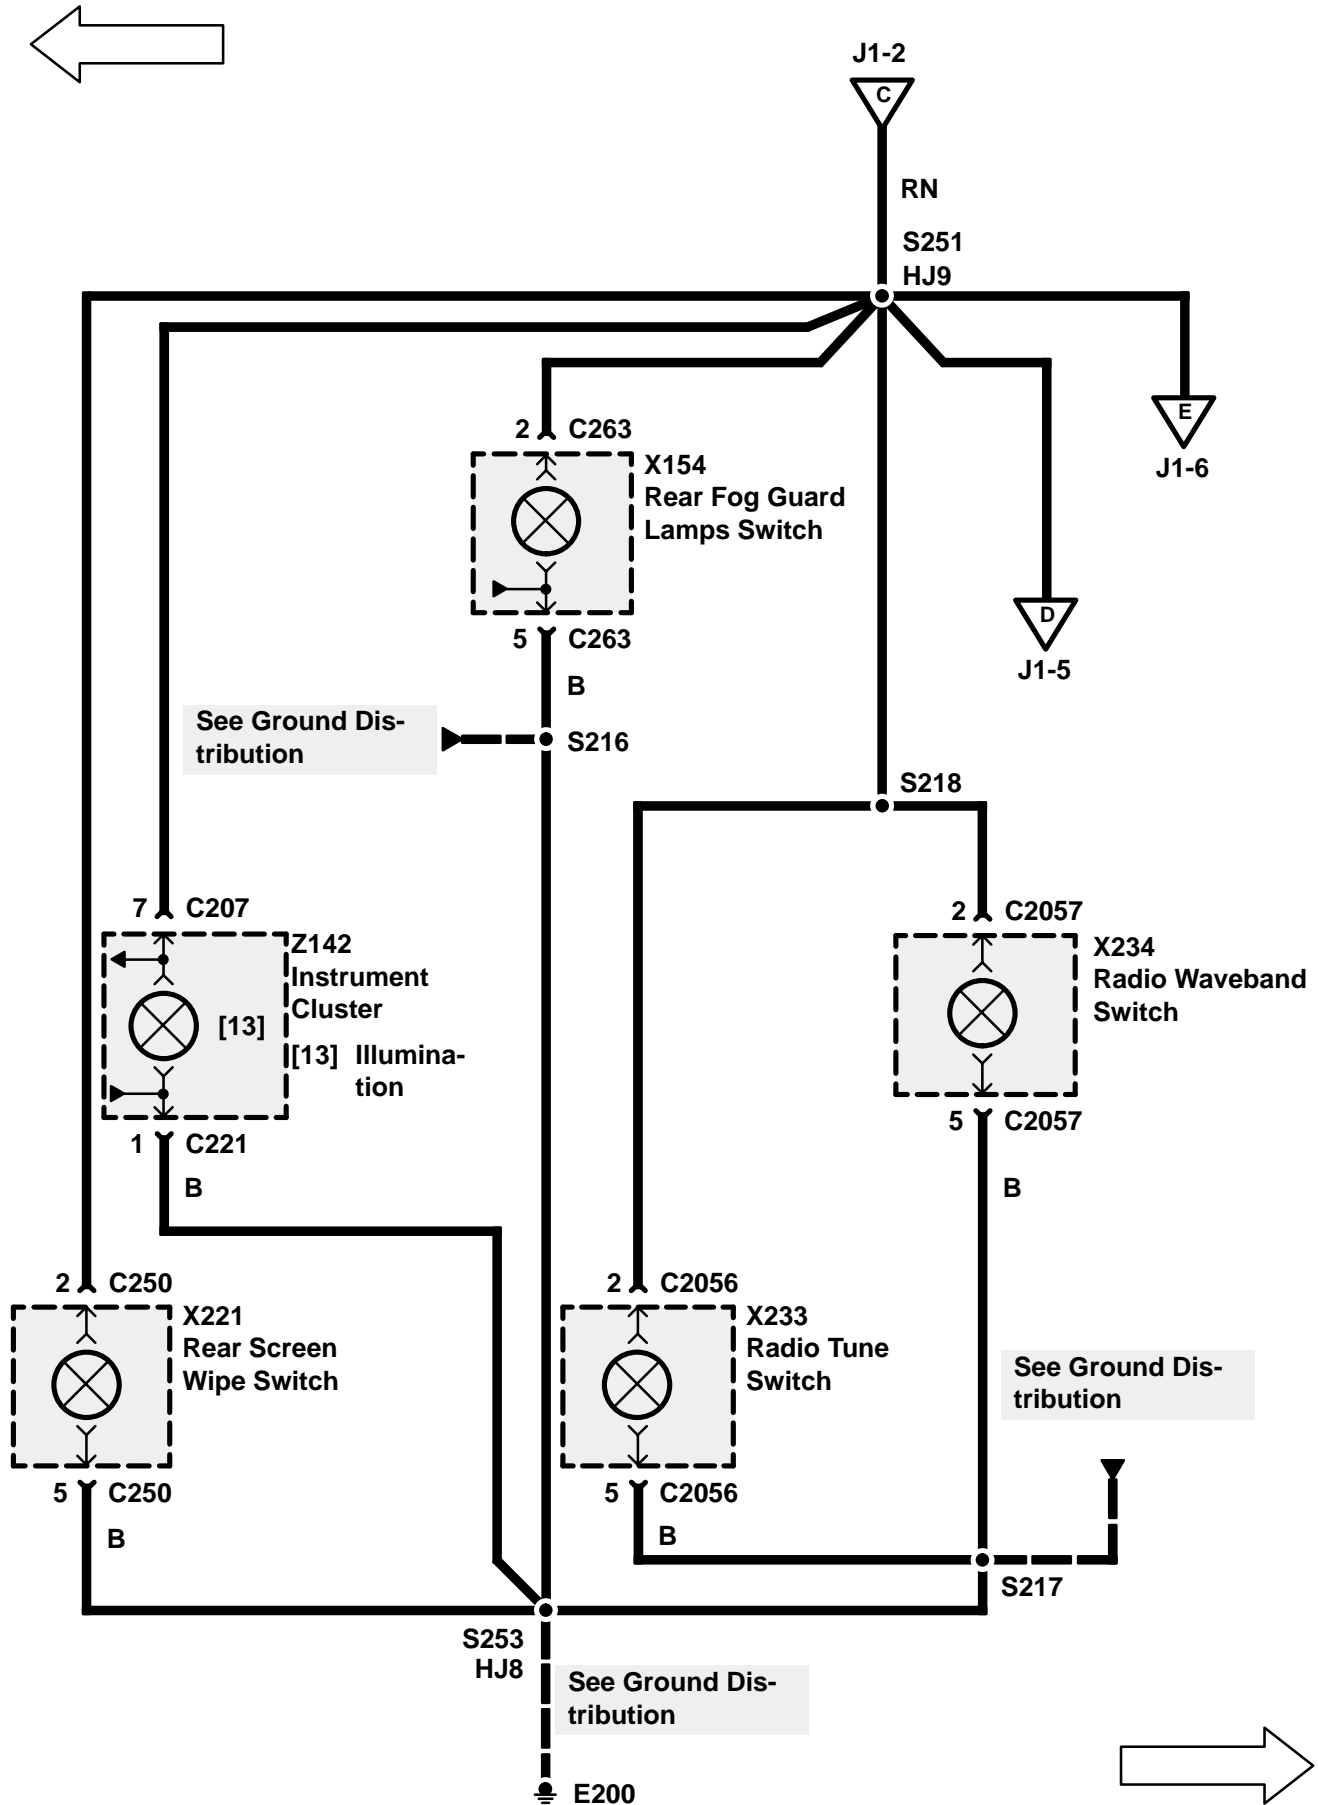 J1-2
C
RN
S251
HJ9
E
J1-6
2 C263
X154
Rear Fog Guard
Lamps Switch
D
J1-5
5 C263
B
See Ground Dis-
tribution
S216
S218
7 C207
Z142
Instrument
Cluster
[13]
[13] Illumina-
tion
2 C2057
X234
Radio Waveband
Switch
1 C221
B
5 C2057
B
2 C250
X221
Rear Screen
Wipe Switch
2 C2056
X233
Radio Tune
Switch
See Ground Dis-
tribution
5 C250
B
5 C2056
B
S217
S253
HJ8
See Ground Dis-
tribution
E200